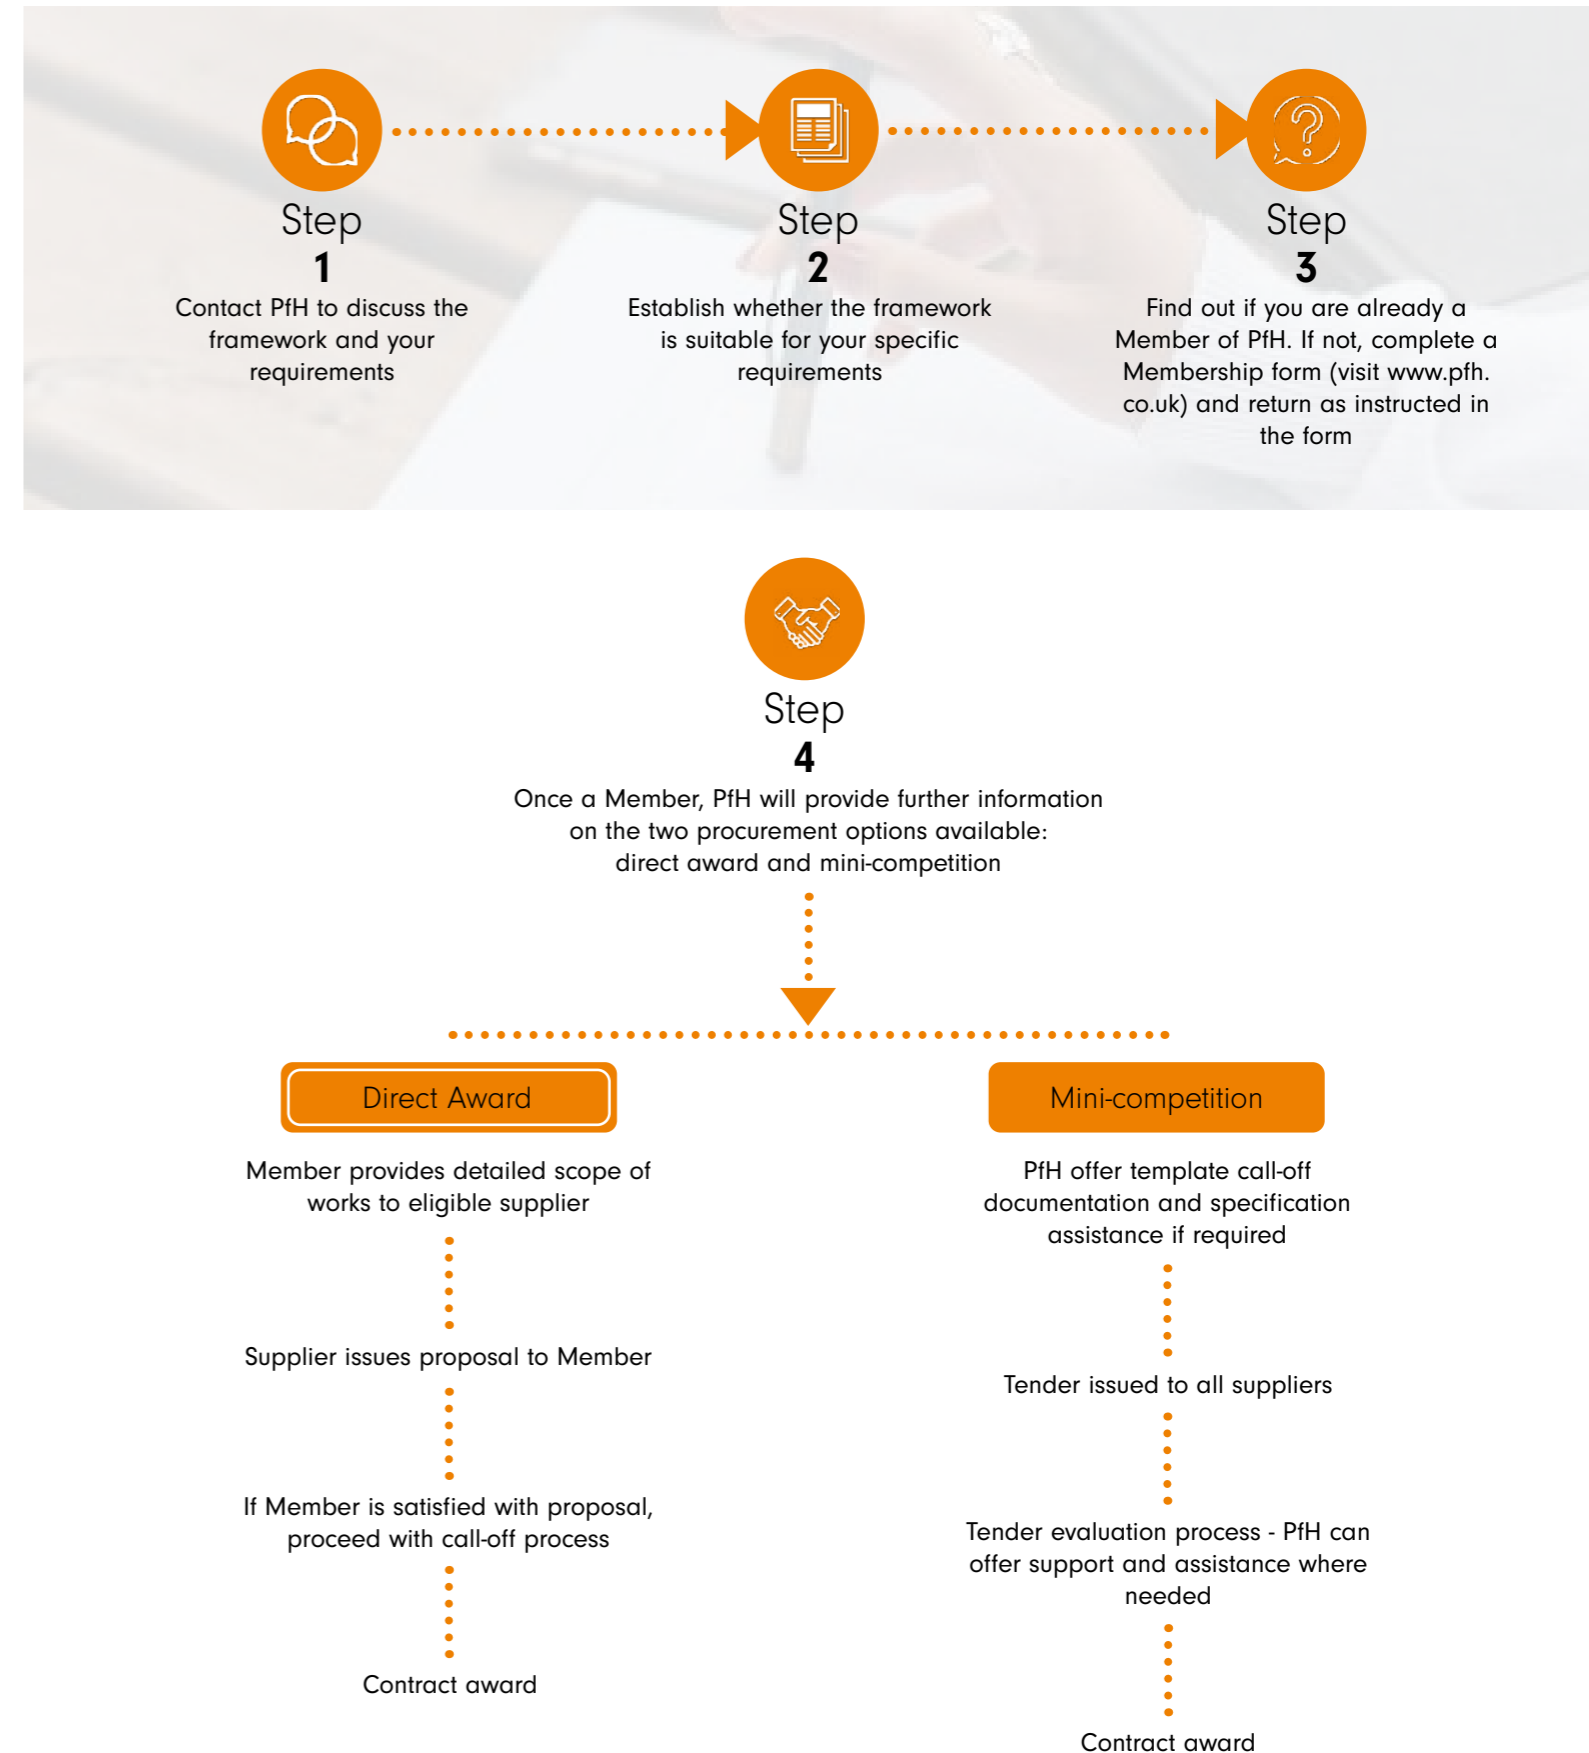 Step
1
Contact PfH to discuss the
framework and your
requirements
Step
2
Establish whether the framework
is suitable for your specific
requirements
Step
3
Find out if you are already a
Member of PfH. If not, complete a
Membership form (visit www.pfh.
co.uk) and return as instructed in
the form
Step
4
Once a Member, PfH will provide further information
on the two procurement options available:
direct award and mini-competition
Direct Award
Member provides detailed scope of
works to eligible supplier
Supplier issues proposal to Member
If Member is satisfied with proposal,
proceed with call-off process
Contract award
Mini-competition
PfH offer template call-off
documentation and specification
assistance if required
Tender issued to all suppliers
Tender evaluation process - PfH can
offer support and assistance where
needed
Contract award